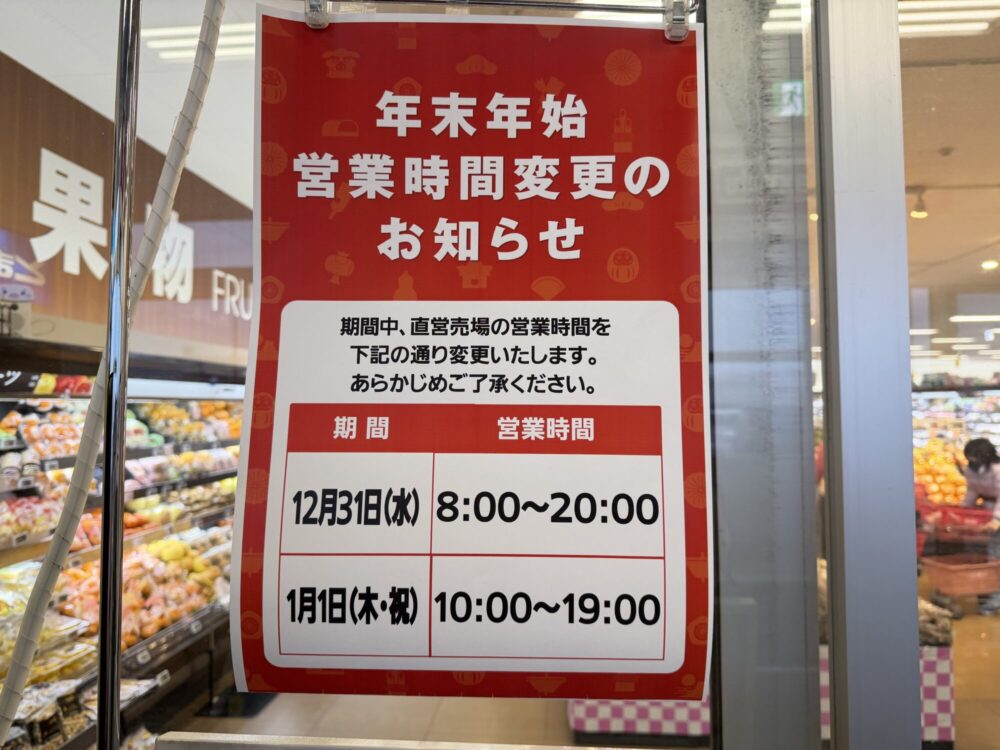 年末年始
営業時間変更の
お知らせ
期間中、直営売場の営業時間を
下記の通り変更いたします。
あらかじめご了承ください。
期間 営業時間
12月31日(水) 8:00〜20:00
1月1日(木・祝) 10:00〜19:00
果物 FRU